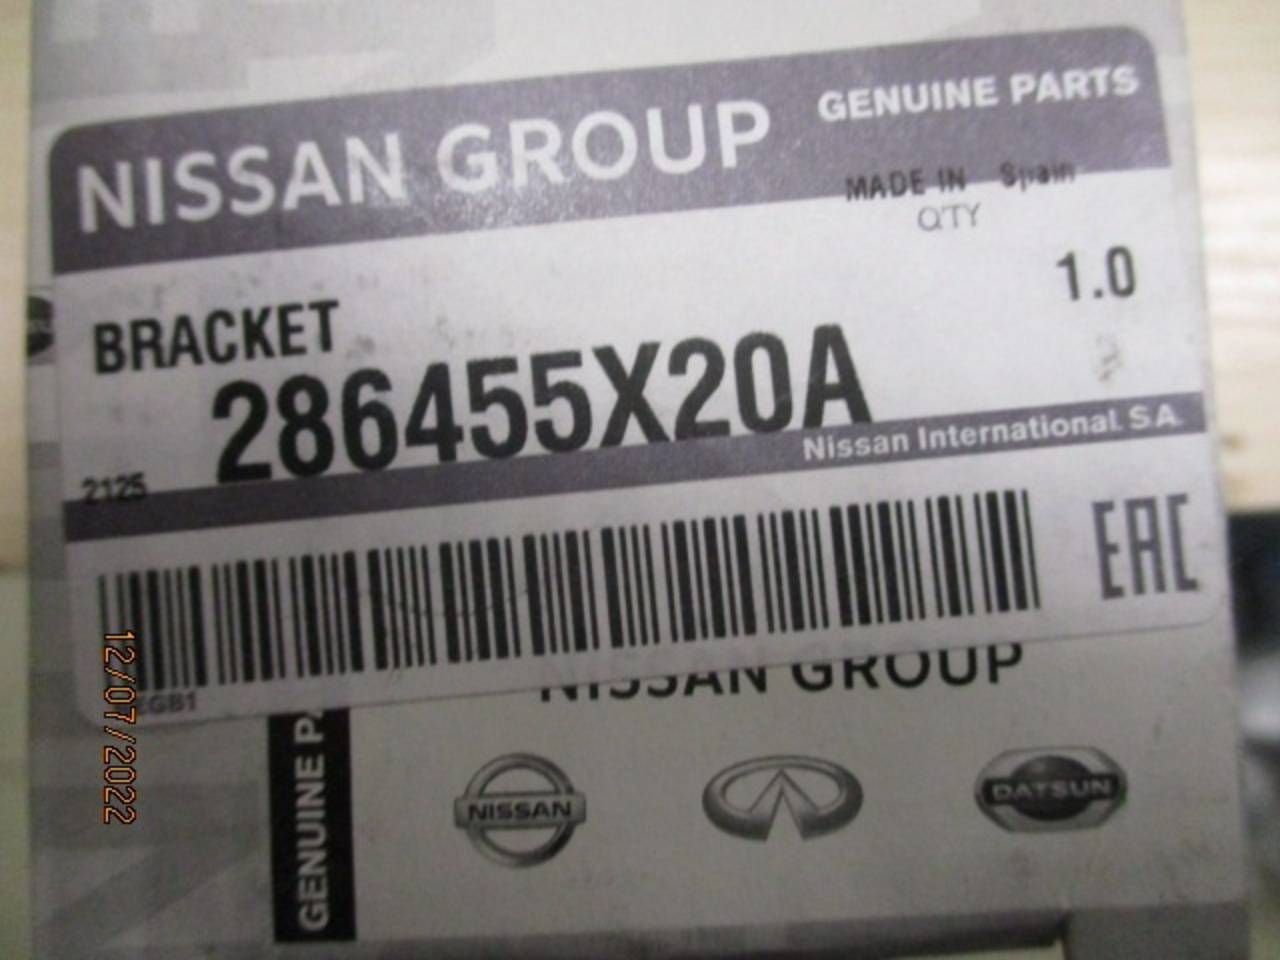 NISSAN GROUP
GENUINE PARTS
MADE IN Spain
QTY
1.0
BRACKET
286455X20A
Nissan International S.A.
2125
EAC
EGB1
NISSAN GROUP
GENUINE
NISSAN
DATSUN
12/07/2022